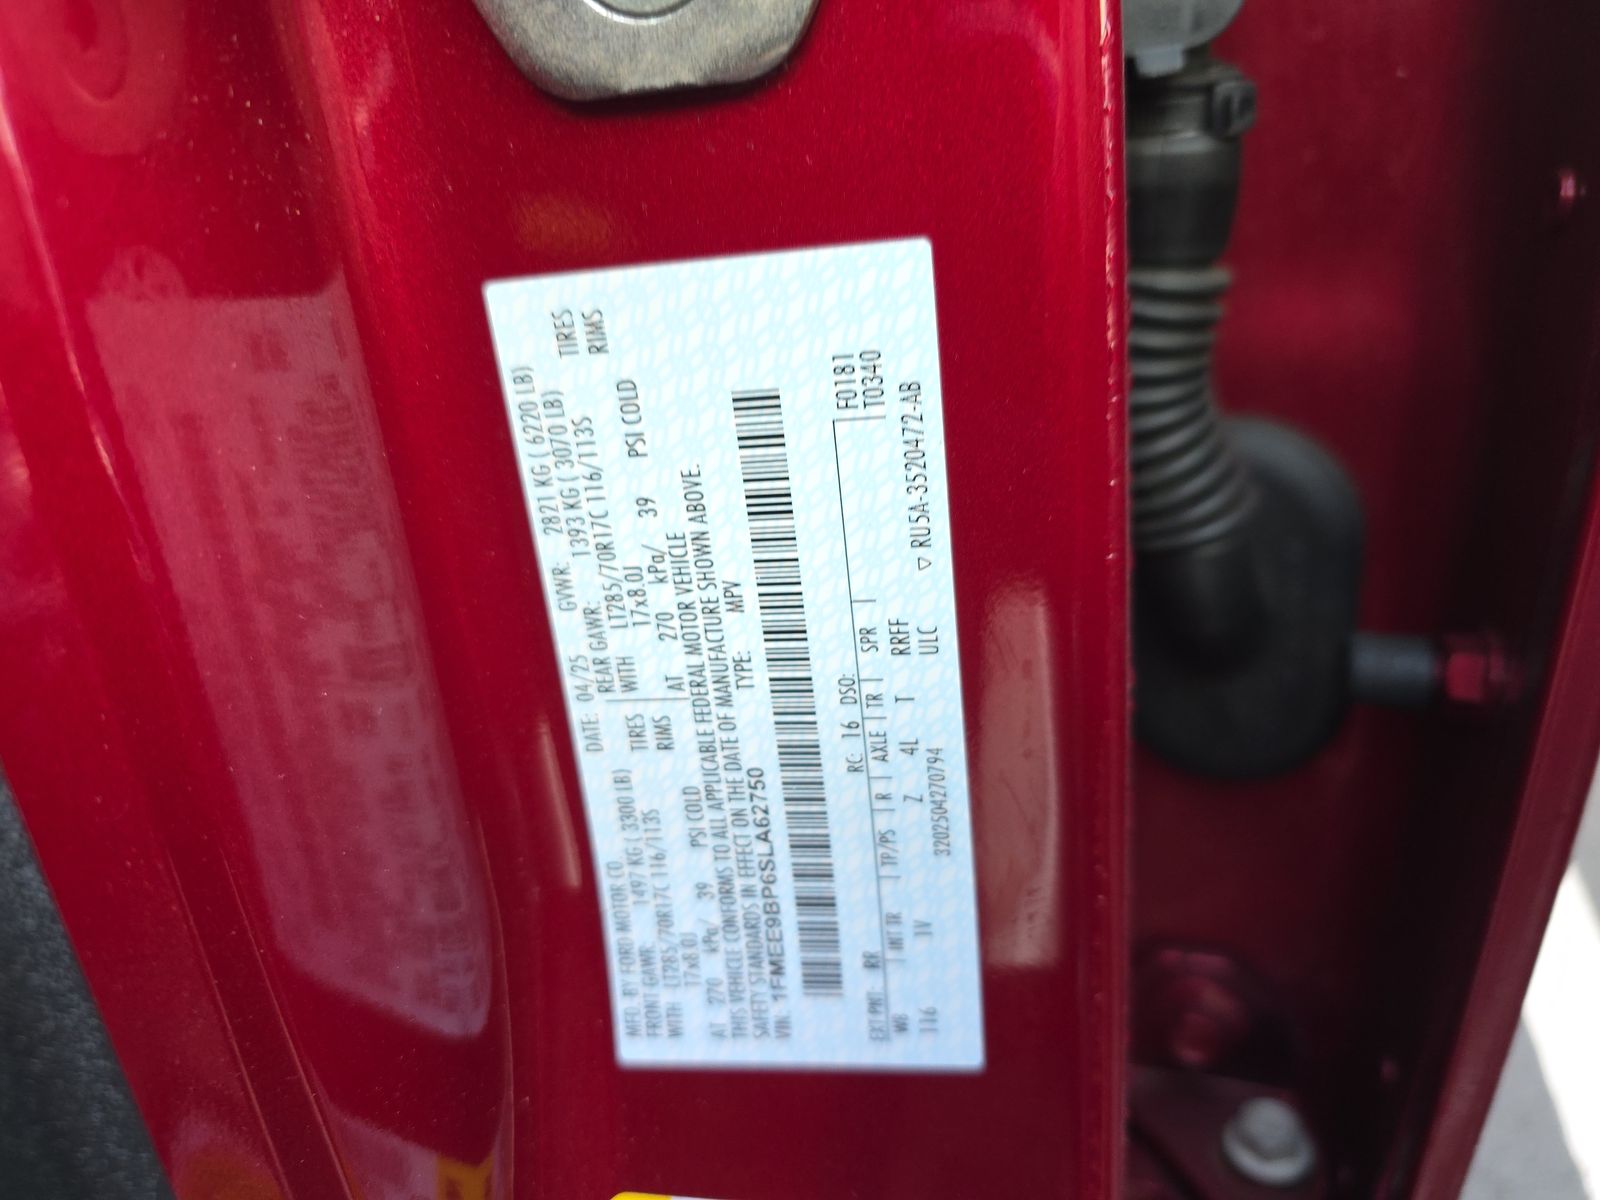 MFD. BY FORD MOTOR CO.
DATE: 04/25 GVWR: 2821 KG ( 6220 LB)
FRONT GAWR: 1497 KG ( 3300 LB) REAR GAWR: 1393 KG ( 3070 LB)
WITH LT285/70R17C 116/113S TIRES WITH LT285/70R17C 116/113S TIRES
17x8.0J RIMS 17x8.0J RIMS
AT 270 kPa/ 39 PSI COLD AT 270 kPa/ 39 PSI COLD
THIS VEHICLE CONFORMS TO ALL APPLICABLE FEDERAL MOTOR VEHICLE
SAFETY STANDARDS IN EFFECT ON THE DATE OF MANUFACTURE SHOWN ABOVE.
VIN: 1FMEE9BP6SLA62750 TYPE: MPV
F0181
T0340
EXT PNT: RR RC: 16 DSO:
WB INT TR TP/PS R AXLE TR SPR
116 1V Z 4L T RRFF
320250427 0794 ULC ▽ RU5A-3520472-AB